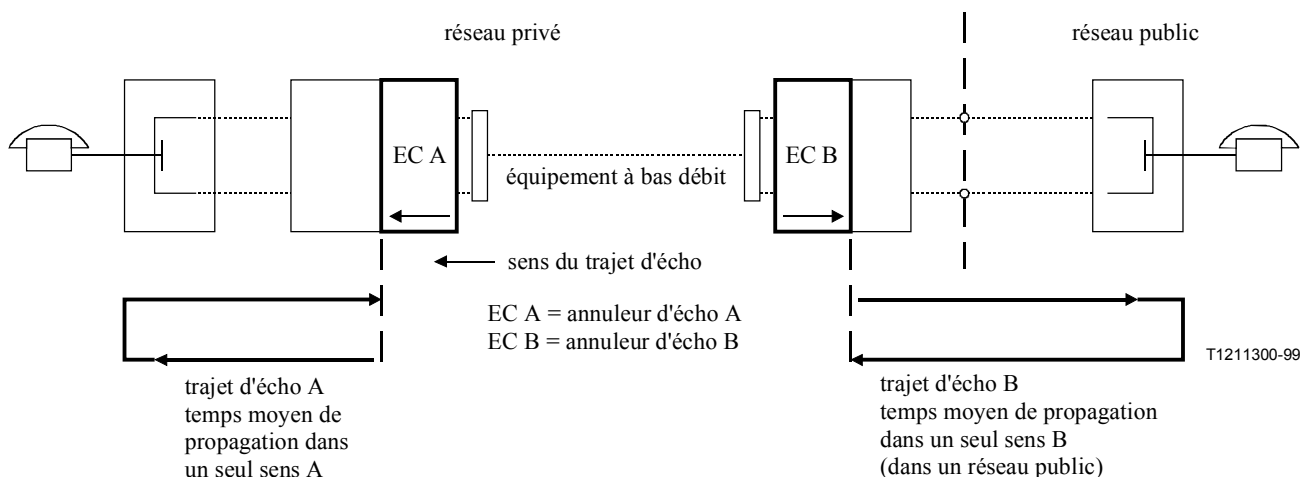 réseau privé
réseau public
EC A
EC B
équipement à bas débit
sens du trajet d'écho
EC A = annuleur d'écho A
EC B = annuleur d'écho B
T1211300-99
trajet d'écho A
temps moyen de
propagation dans
un seul sens A
trajet d'écho B
temps moyen de propagation
dans un seul sens B
(dans un réseau public)